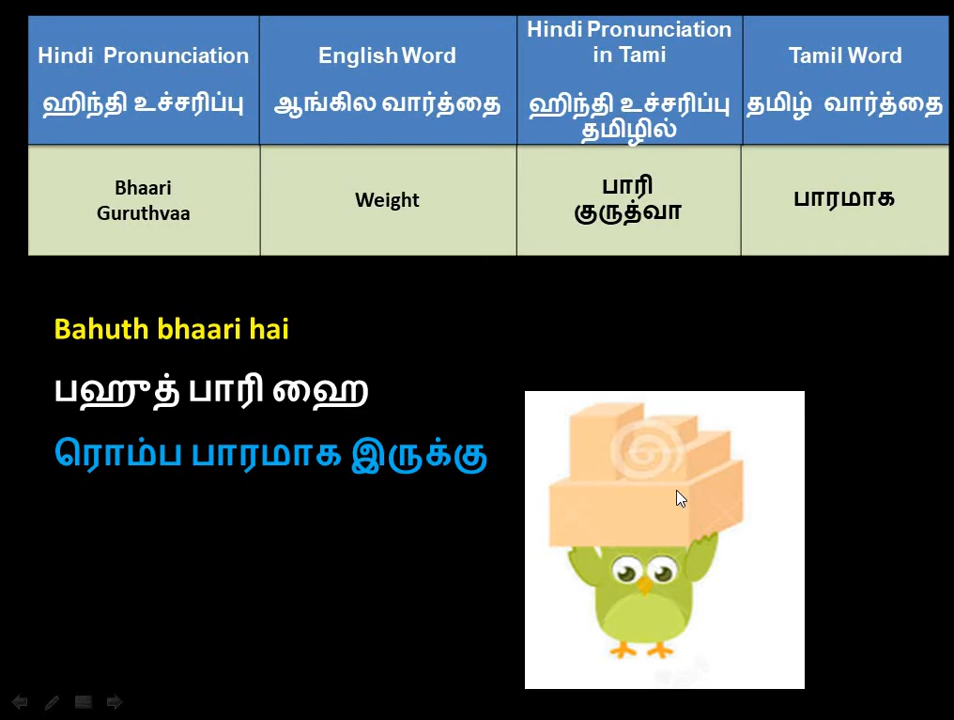 Hindi Pronunciation
ஹிந்தி உச்சரிப்பு
English Word
ஆங்கில வார்த்தை
Hindi Pronunciation
in Tami
ஹிந்தி உச்சரிப்பு
தமிழில்
Tamil Word
தமிழ் வார்த்தை
Bhaari
Guruthvaa
Weight
பாரி
குருத்வா
பாரமாக
Bahuth bhaari hai
பஹுத் பாரி ஹை
ரொம்ப பாரமாக இருக்கு